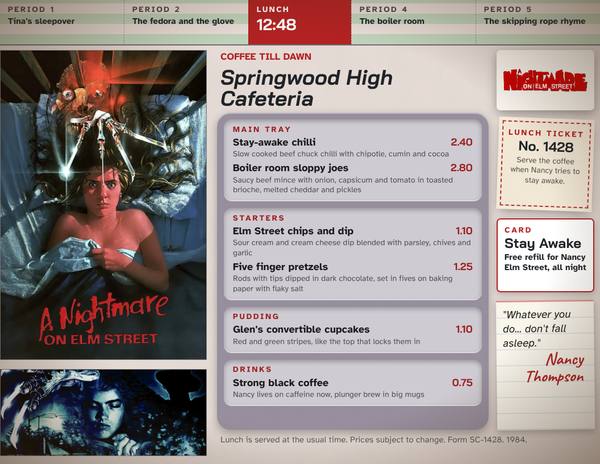 PERIOD 1
Tina's sleepover
PERIOD 2
The fedora and the glove
LUNCH
12:48
PERIOD 4
The boiler room
PERIOD 5
The skipping rope rhyme
A Nightmare
ON ELM STREET
COFFEE TILL DAWN
Springwood High
Cafeteria
MAIN TRAY
Stay-awake chilli 2.40
Slow cooked beef chuck chilli with chipotle, cumin and cocoa
Boiler room sloppy joes 2.80
Saucy beef mince with onion, capsicum and tomato in toasted
brioche, melted cheddar and pickles
STARTERS
Elm Street chips and dip 1.10
Sour cream and cream cheese dip blended with parsley, chives and
garlic
Five finger pretzels 1.25
Rods with tips dipped in dark chocolate, set in fives on baking
paper with flaky salt
PUDDING
Glen's convertible cupcakes 1.10
Red and green stripes, like the top that locks them in
DRINKS
Strong black coffee 0.75
Nancy lives on caffeine now, plunger brew in big mugs
Lunch is served at the usual time. Prices subject to change. Form SC-1428. 1984.
A NIGHTMARE
ON ELM STREET
LUNCH TICKET
No. 1428
Serve the coffee
when Nancy tries to
stay awake.
CARD
Stay Awake
Free refill for Nancy
Elm Street, all night
"Whatever you
do... don't fall
asleep."
Nancy
Thompson